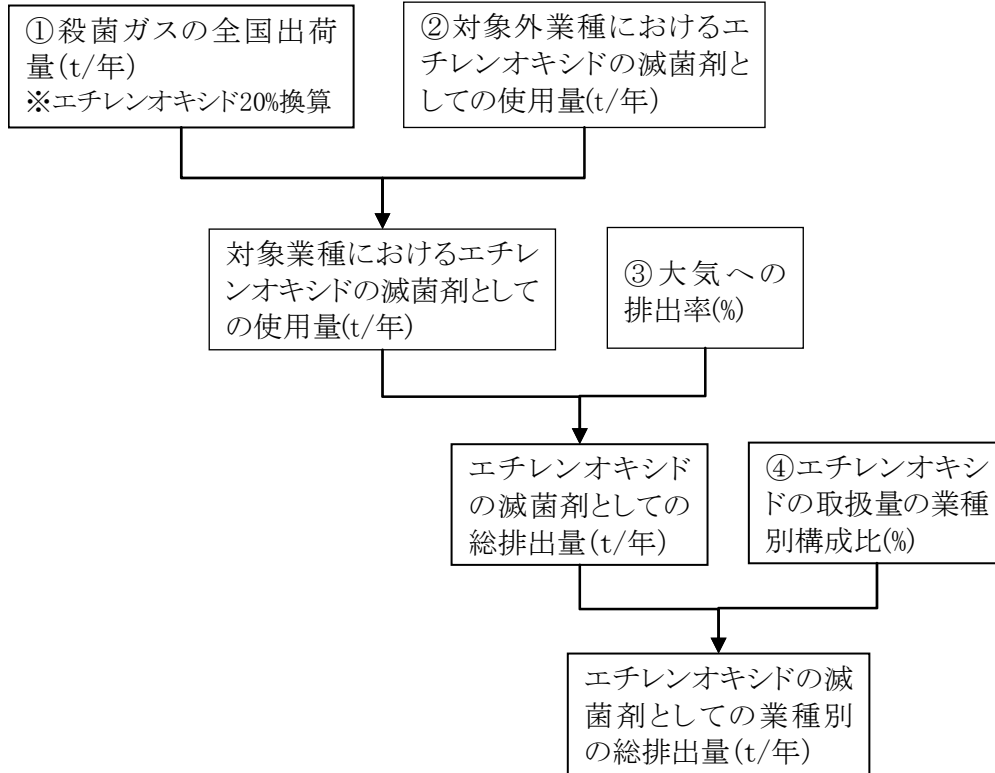 ①殺菌ガスの全国出荷
量(t/年)
※エチレンオキシド20%換算
②対象外業種におけるエ
チレンオキシドの滅菌剤と
しての使用量(t/年)
対象業種におけるエチレ
ンオキシドの滅菌剤として
の使用量(t/年)
③大気への
排出率(%)
エチレンオキシド
の滅菌剤としての
総排出量(t/年)
④エチレンオキシ
ドの取扱量の業種
別構成比(%)
エチレンオキシドの滅
菌剤としての業種別
の総排出量(t/年)